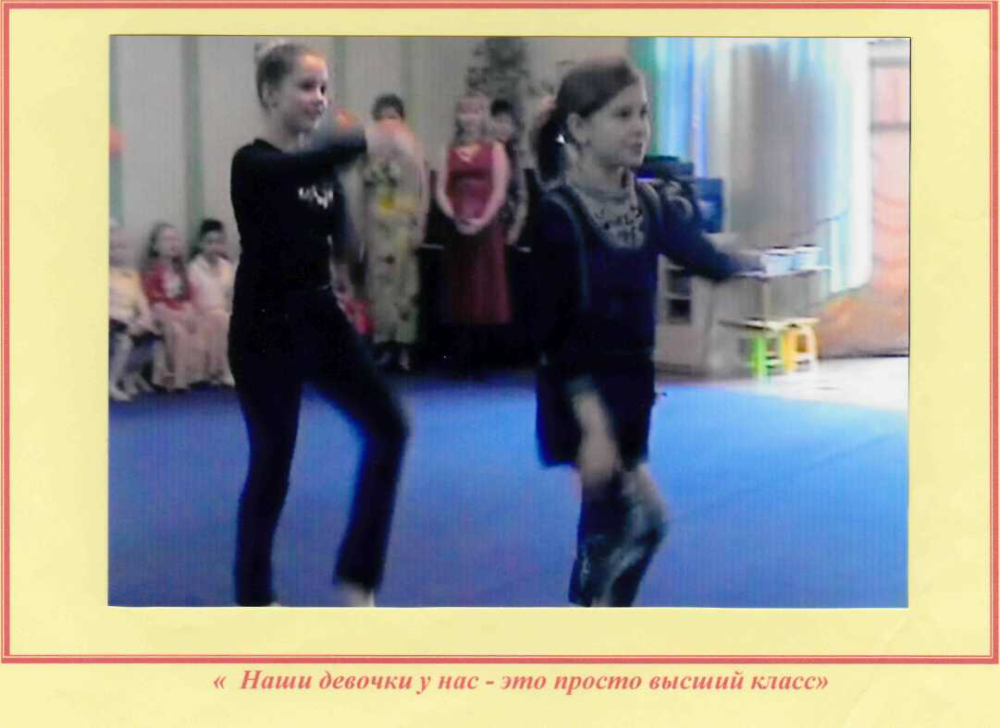 « Наши девочки у нас - это просто высший класс»